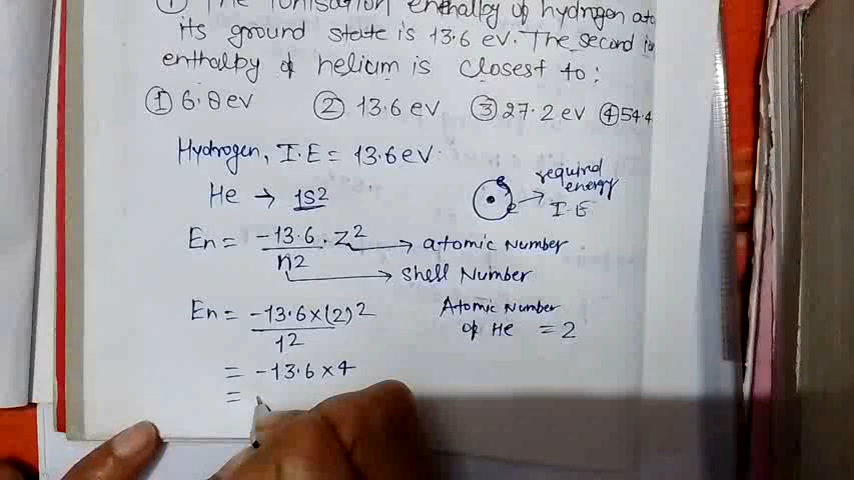 ① The ionisation enthalpy of hydrogen
its ground state is 13.6 eV. The second
enthalpy of helium is closest to:
① 6.8 ev ② 13.6 eV ③ 27.2 eV ④ 54.4
Hydrogen, I.E = 13.6 eV
He → 1S2
required
energy
I.E
e
e
En = -13.6 . Z2 → atomic Number
n2 → Shell Number
En = -13.6 × (2)2
12
Atomic Number
of He = 2
= -13.6 × 4
=